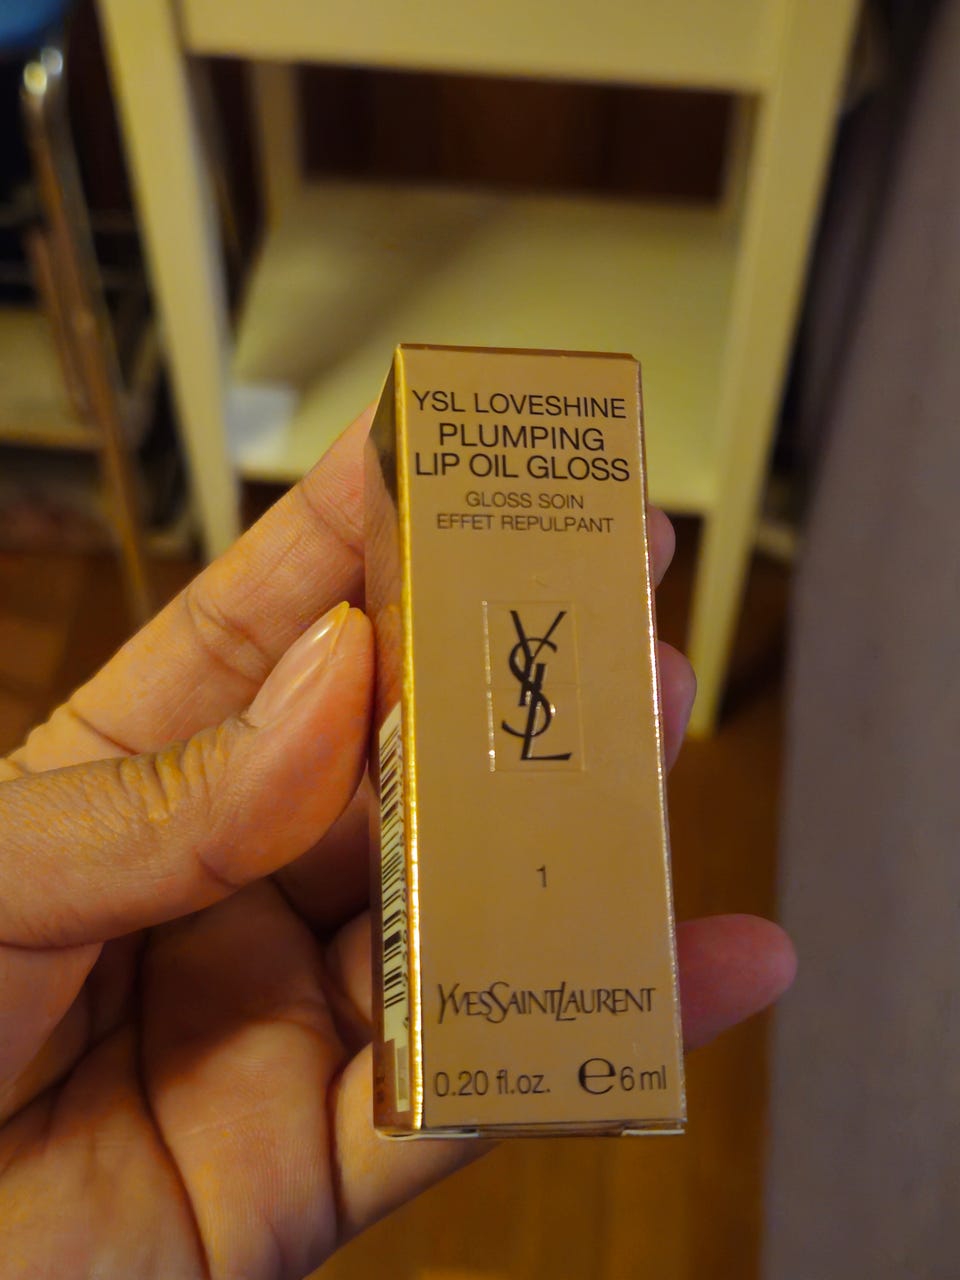 YSL LOVESHINE
PLUMPING
LIP OIL GLOSS
GLOSS SOIN
EFFET REPULPANT
YSL
1
YVESSAINTLAURENT
0.20 fl.oz. ℮6 ml